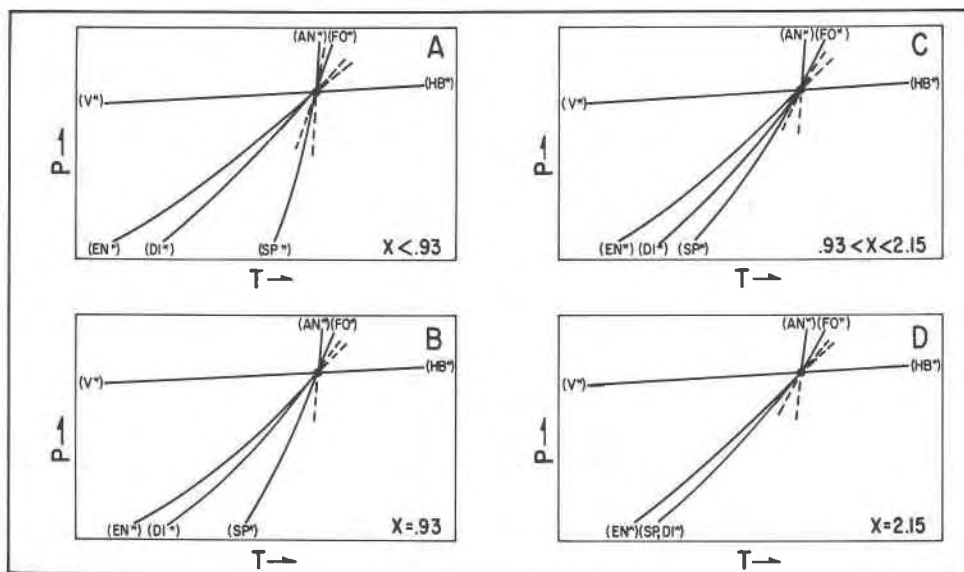 (AN*)(FO*)
A
(V*)
(HB*)
P→
(EN*) (DI*) (SP*)
X<.93
T→
(AN*)(FO*)
C
(V*)
(HB*)
P→
(EN*) (DI*) (SP*)
.93<X<2.15
T→
(AN*)(FO*)
B
(V*)
(HB*)
P→
(EN*) (DI*) (SP*)
X=.93
T→
(AN*)(FO*)
D
(V*)
(HB*)
P→
(EN*)(SP,DI*)
X=2.15
T→